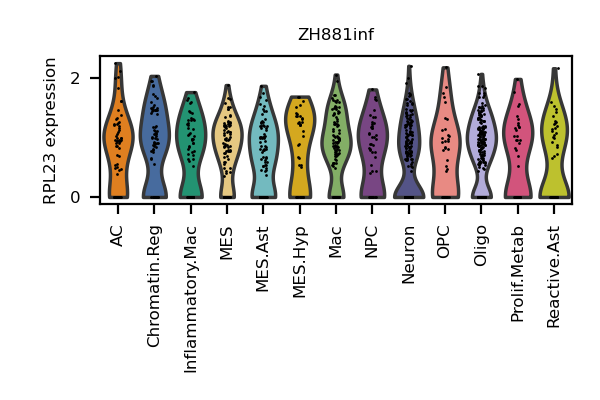 ZH881inf
RPL23 expression
2
0
AC
Chromatin.Reg
Inflammatory.Mac
MES
MES.Ast
MES.Hyp
Mac
NPC
Neuron
OPC
Oligo
Prolif.Metab
Reactive.Ast